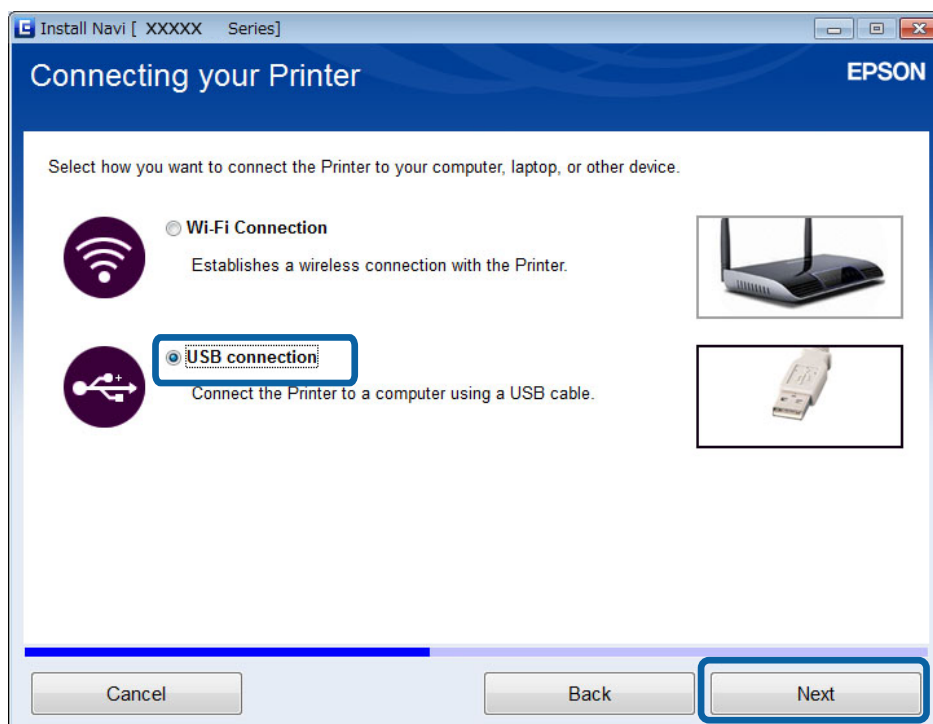 Install Navi [ XXXXX Series]
Connecting your Printer
EPSON
Select how you want to connect the Printer to your computer, laptop, or other device.
Wi-Fi Connection
Establishes a wireless connection with the Printer.
USB connection
Connect the Printer to a computer using a USB cable.
Cancel
Back
Next